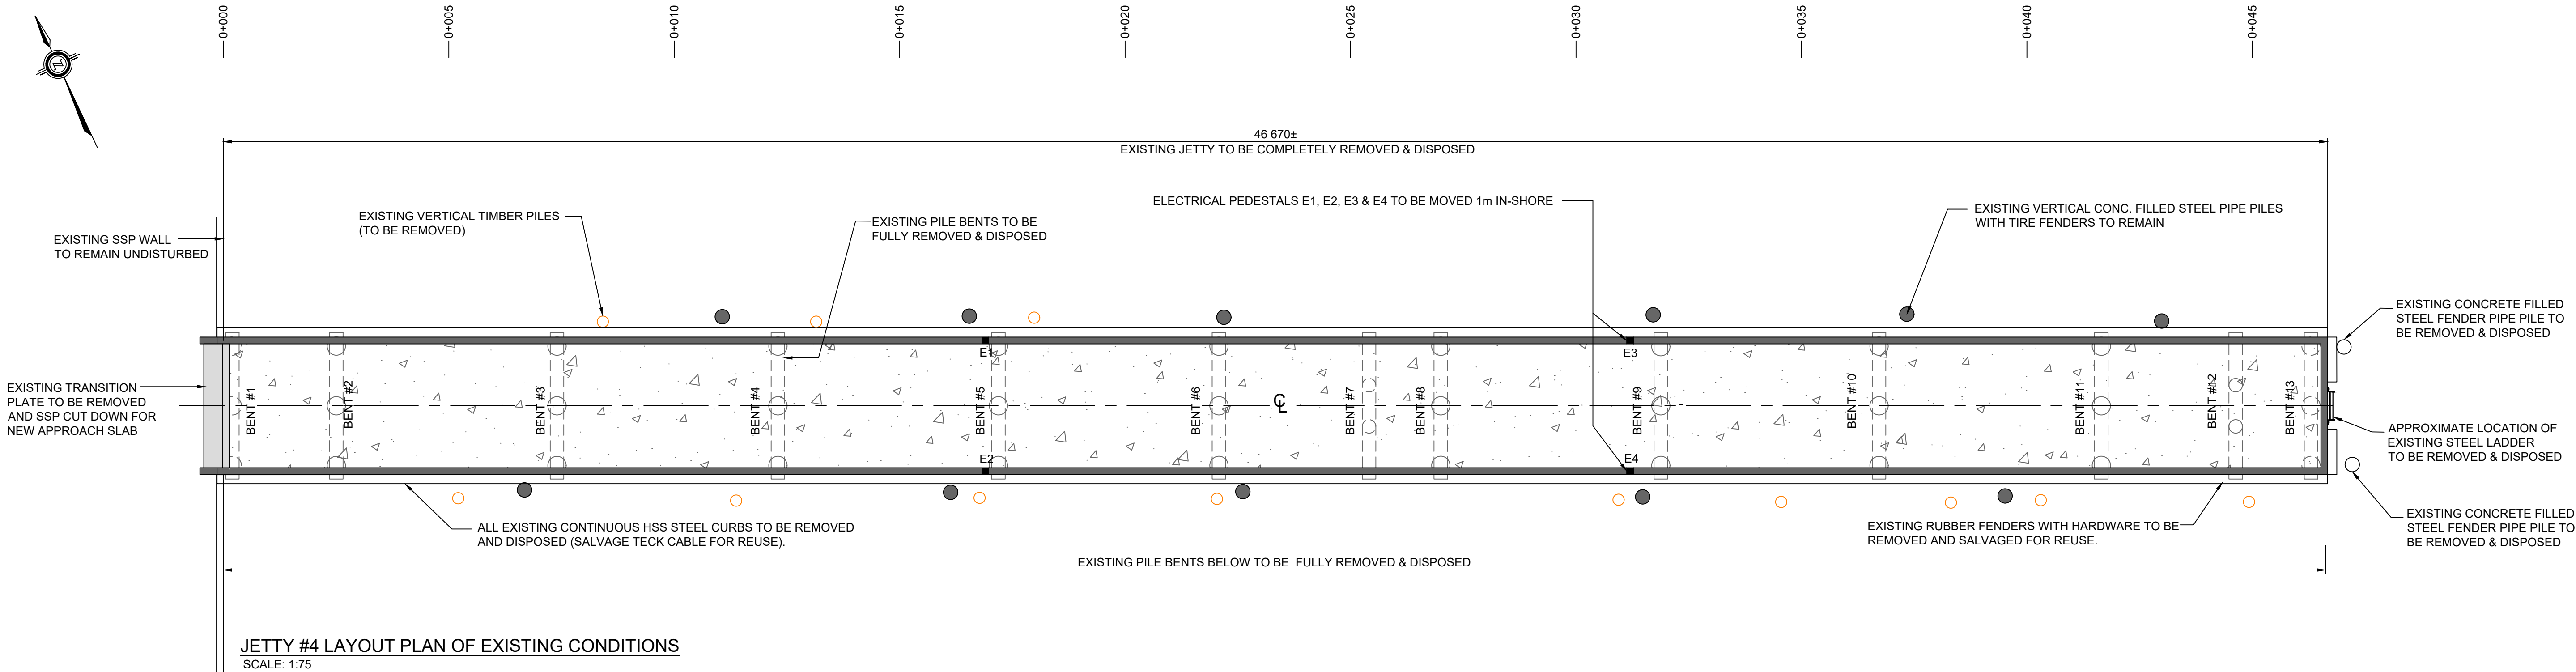 0+000
0+005
0+010
0+015
0+020
0+025
0+030
0+035
0+040
0+045
46 670±
EXISTING JETTY TO BE COMPLETELY REMOVED & DISPOSED
ELECTRICAL PEDESTALS E1, E2, E3 & E4 TO BE MOVED 1m IN-SHORE
EXISTING VERTICAL TIMBER PILES
(TO BE REMOVED)
EXISTING PILE BENTS TO BE
FULLY REMOVED & DISPOSED
EXISTING VERTICAL CONC. FILLED STEEL PIPE PILES
WITH TIRE FENDERS TO REMAIN
EXISTING SSP WALL
TO REMAIN UNDISTURBED
EXISTING CONCRETE FILLED
STEEL FENDER PIPE PILE TO
BE REMOVED & DISPOSED
E1
E3
EXISTING TRANSITION
PLATE TO BE REMOVED
AND SSP CUT DOWN FOR
NEW APPROACH SLAB
BENT #1
BENT #2
BENT #3
BENT #4
BENT #5
BENT #6
℄
BENT #7
BENT #8
BENT #9
BENT #10
BENT #11
BENT #12
BENT #13
APPROXIMATE LOCATION OF
EXISTING STEEL LADDER
TO BE REMOVED & DISPOSED
E2
E4
ALL EXISTING CONTINUOUS HSS STEEL CURBS TO BE REMOVED
AND DISPOSED (SALVAGE TECK CABLE FOR REUSE).
EXISTING RUBBER FENDERS WITH HARDWARE TO BE
REMOVED AND SALVAGED FOR REUSE.
EXISTING CONCRETE FILLED
STEEL FENDER PIPE PILE TO
BE REMOVED & DISPOSED
EXISTING PILE BENTS BELOW TO BE FULLY REMOVED & DISPOSED
JETTY #4 LAYOUT PLAN OF EXISTING CONDITIONS
SCALE: 1:75